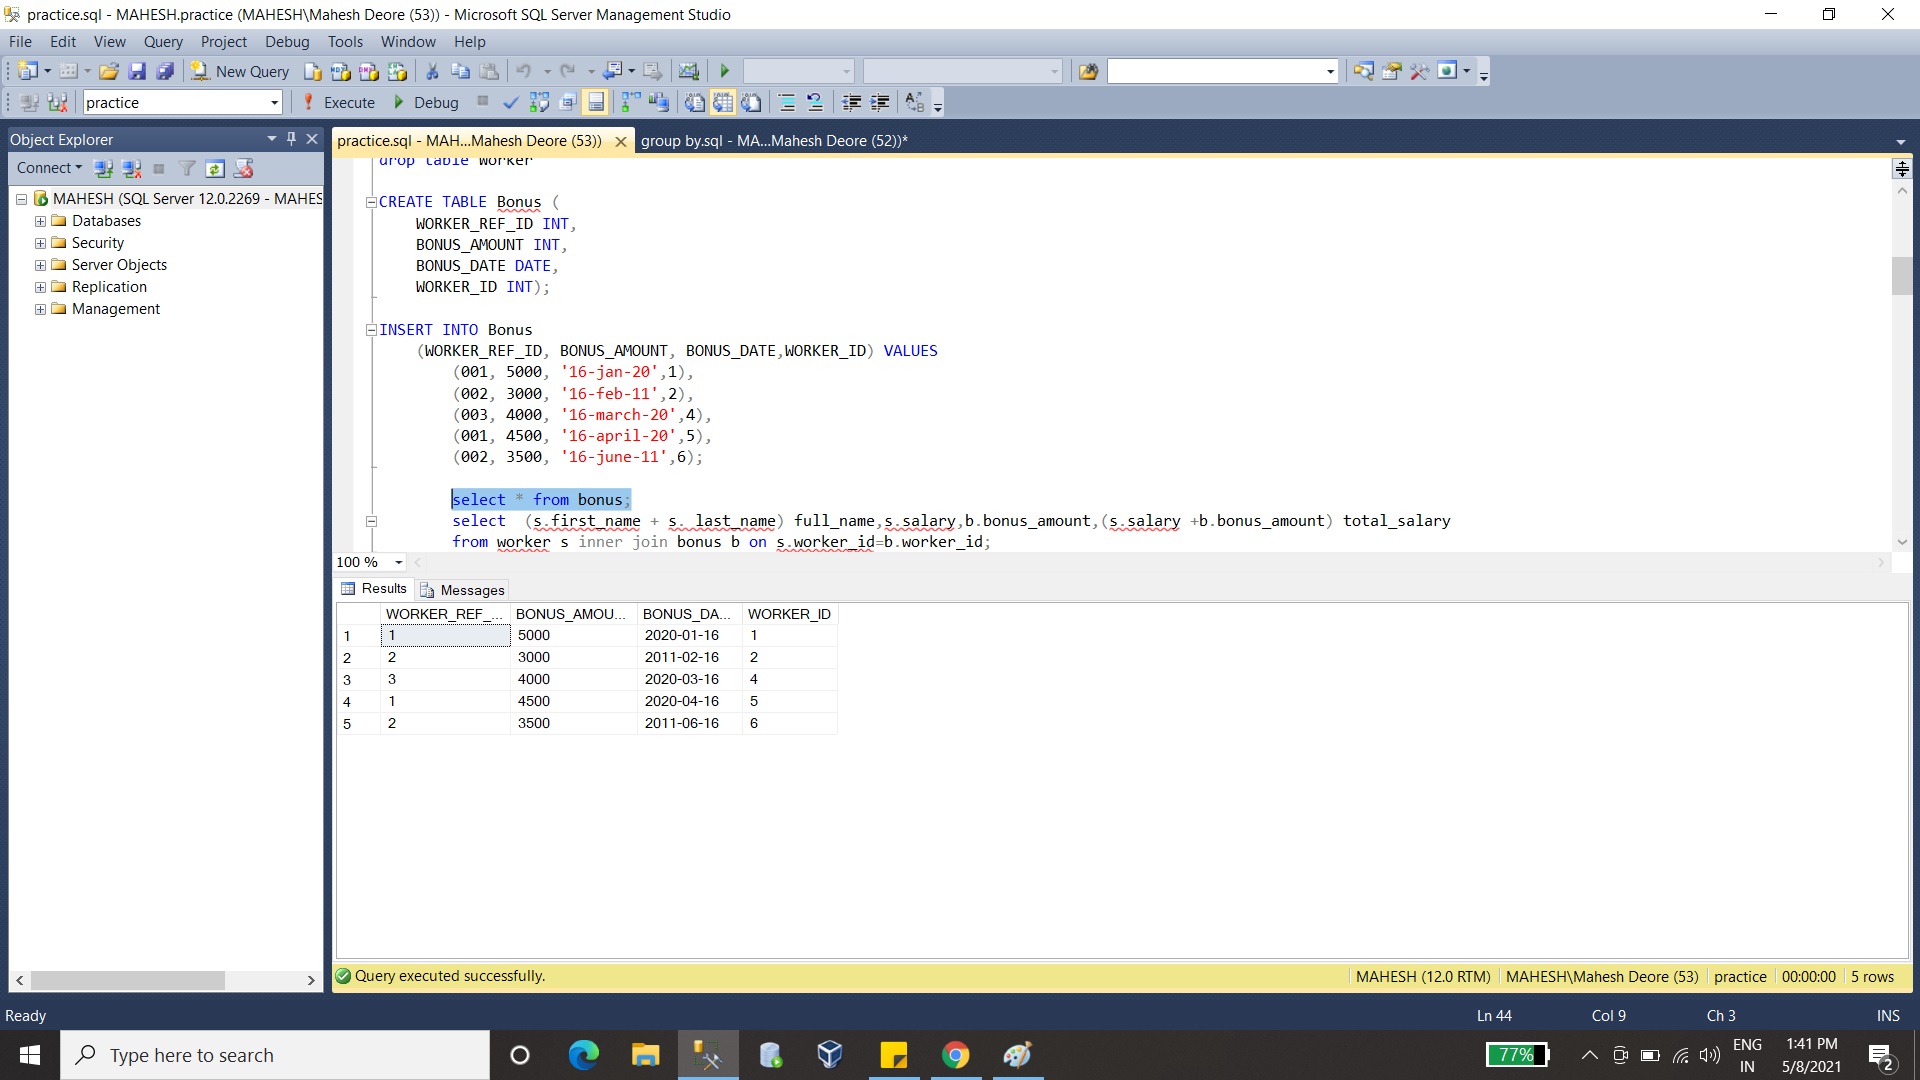 practice.sql - MAHESH.practice (MAHESH\Mahesh Deore (53)) - Microsoft SQL Server Management Studio
File Edit View Query Project Debug Tools Window Help
New Query
practice Execute Debug
Object Explorer
practice.sql - MAH...Mahesh Deore (53)) group by.sql - MA...Mahesh Deore (52))*
Connect
MAHESH (SQL Server 12.0.2269 - MAHES
Databases
Security
Server Objects
Replication
Management
drop table Worker
CREATE TABLE Bonus (
WORKER_REF_ID INT,
BONUS_AMOUNT INT,
BONUS_DATE DATE,
WORKER_ID INT);
INSERT INTO Bonus
(WORKER_REF_ID, BONUS_AMOUNT, BONUS_DATE,WORKER_ID) VALUES
(001, 5000, '16-jan-20',1),
(002, 3000, '16-feb-11',2),
(003, 4000, '16-march-20',4),
(001, 4500, '16-april-20',5),
(002, 3500, '16-june-11',6);
select * from bonus;
select  (s.first_name + s. last_name) full_name,s.salary,b.bonus_amount,(s.salary +b.bonus_amount) total_salary
from worker s inner join bonus b on s.worker_id=b.worker_id;
100 %
Results Messages
WORKER_REF_... BONUS_AMOU... BONUS_DA... WORKER_ID
1 1 5000 2020-01-16 1
2 2 3000 2011-02-16 2
3 3 4000 2020-03-16 4
4 1 4500 2020-04-16 5
5 2 3500 2011-06-16 6
Query executed successfully. MAHESH (12.0 RTM) MAHESH\Mahesh Deore (53) practice 00:00:00 5 rows
Ready Ln 44 Col 9 Ch 3 INS
Type here to search 77% ENG IN 1:41 PM 5/8/2021 2